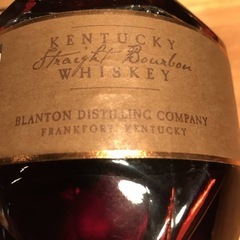 KENTUCKY
Straight Bourbon
WHISKEY
BLANTON DISTILLING COMPANY
FRANKFORT, KENTUCKY